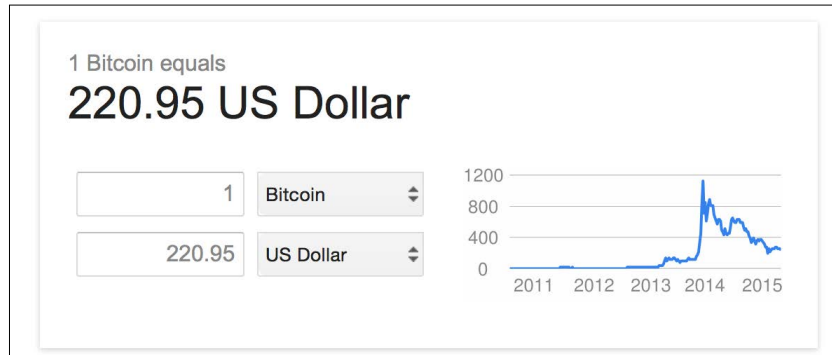 1 Bitcoin equals
220.95 US Dollar
1 Bitcoin
220.95 US Dollar
1200
800
400
0
2011 2012 2013 2014 2015